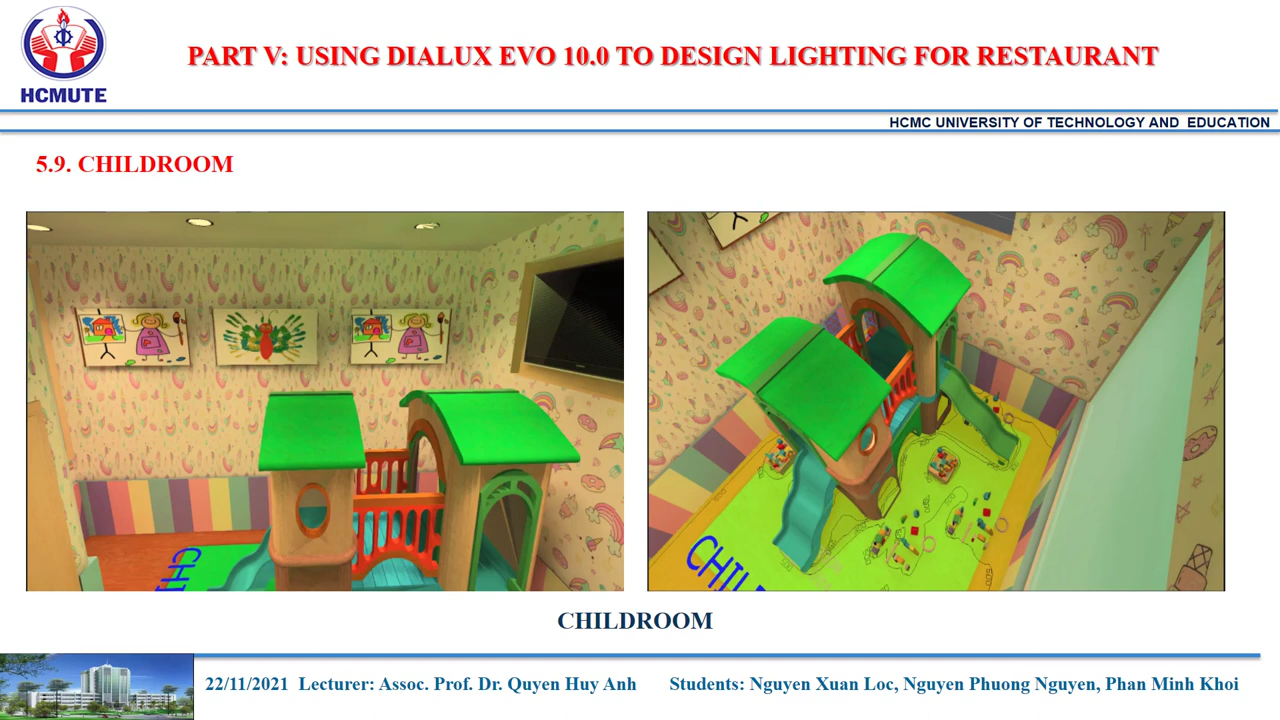 HCMUTE
PART V: USING DIALUX EVO 10.0 TO DESIGN LIGHTING FOR RESTAURANT
HCMC UNIVERSITY OF TECHNOLOGY AND EDUCATION
5.9. CHILDROOM
CHI
CHIL
CHILDROOM
22/11/2021 Lecturer: Assoc. Prof. Dr. Quyen Huy Anh
Students: Nguyen Xuan Loc, Nguyen Phuong Nguyen, Phan Minh Khoi